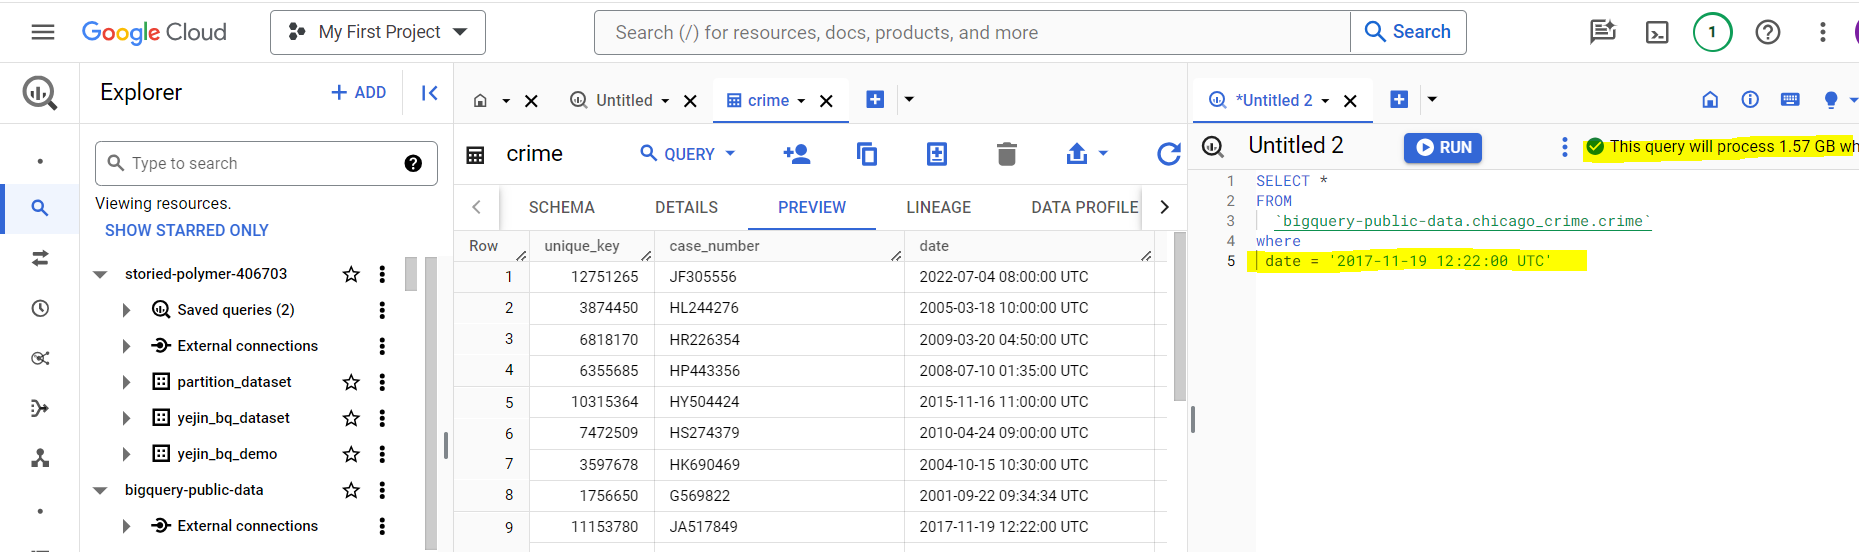 Google Cloud
My First Project
Search (/) for resources, docs, products, and more
Search
1
Explorer
+ ADD
Untitled
crime
*Untitled 2
Type to search
Viewing resources.
SHOW STARRED ONLY
storied-polymer-406703
Saved queries (2)
External connections
partition_dataset
yejin_bq_dataset
yejin_bq_demo
bigquery-public-data
External connections
crime
QUERY
SCHEMA DETAILS PREVIEW LINEAGE DATA PROFILE
Row unique_key case_number date
1 12751265 JF305556 2022-07-04 08:00:00 UTC
2 3874450 HL244276 2005-03-18 10:00:00 UTC
3 6818170 HR226354 2009-03-20 04:50:00 UTC
4 6355685 HP443356 2008-07-10 01:35:00 UTC
5 10315364 HY504424 2015-11-16 11:00:00 UTC
6 7472509 HS274379 2010-04-24 09:00:00 UTC
7 3597678 HK690469 2004-10-15 10:30:00 UTC
8 1756650 G569822 2001-09-22 09:34:34 UTC
9 11153780 JA517849 2017-11-19 12:22:00 UTC
Untitled 2
RUN
This query will process 1.57 GB wh
1 SELECT *
2 FROM
3 `bigquery-public-data.chicago_crime.crime`
4 where
5 date = '2017-11-19 12:22:00 UTC'